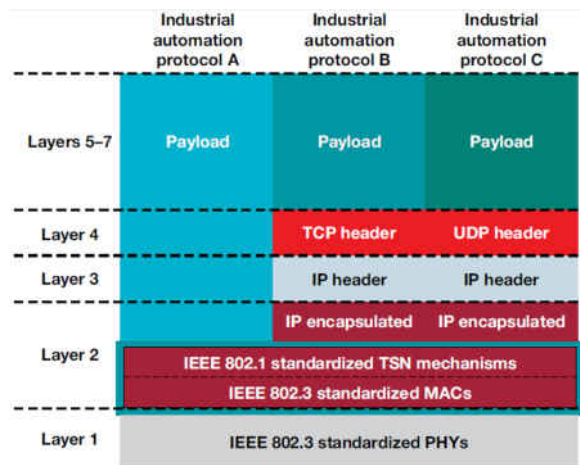 Industrial
automation
protocol A
Industrial
automation
protocol B
Industrial
automation
protocol C
Layers 5–7
Payload
Payload
Payload
Layer 4
TCP header
UDP header
Layer 3
IP header
IP header
IP encapsulated
IP encapsulated
Layer 2
IEEE 802.1 standardized TSN mechanisms
IEEE 802.3 standardized MACs
Layer 1
IEEE 802.3 standardized PHYs